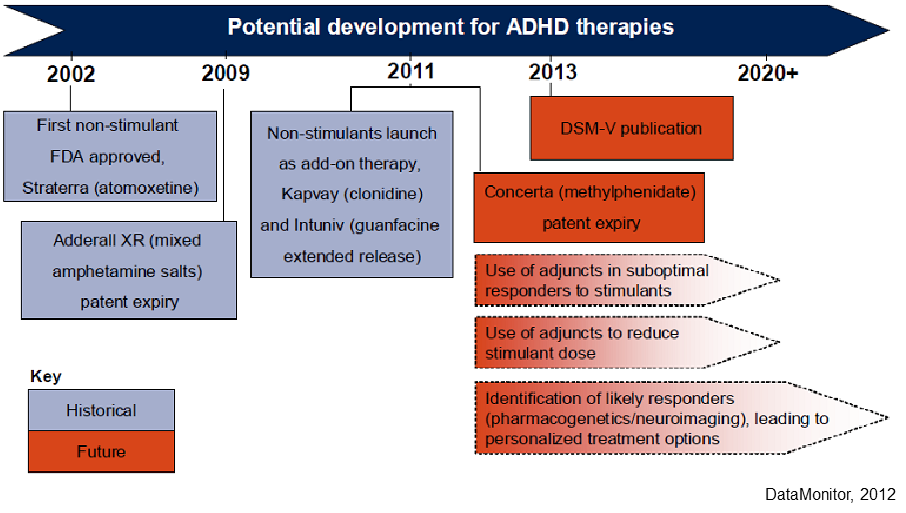 Potential development for ADHD therapies
2002
2009
2011
2013
2020+
First non-stimulant
FDA approved,
Straterra (atomoxetine)
Adderall XR (mixed
amphetamine salts)
patent expiry
Non-stimulants launch
as add-on therapy,
Kapvay (clonidine)
and Intuniv (guanfacine
extended release)
DSM-V publication
Concerta (methylphenidate)
patent expiry
Use of adjuncts in suboptimal
responders to stimulants
Use of adjuncts to reduce
stimulant dose
Identification of likely responders
(pharmacogenetics/neuroimaging), leading to
personalized treatment options
Key
Historical
Future
DataMonitor, 2012